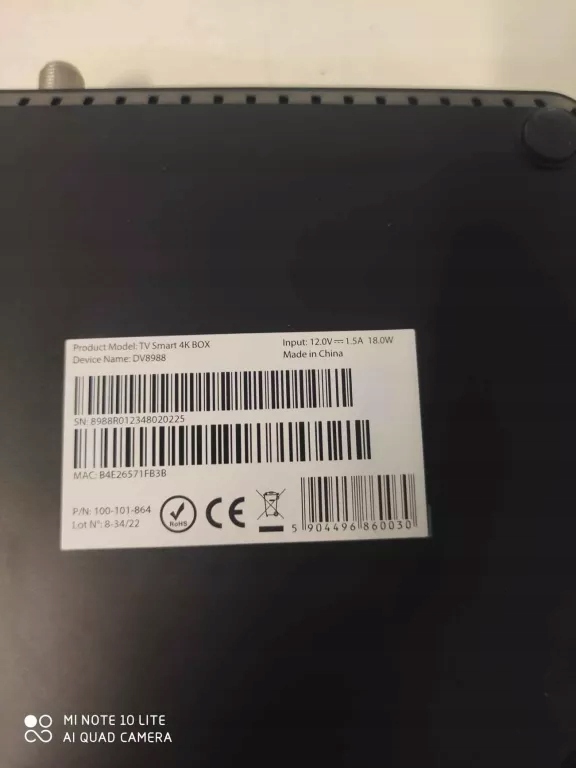 Product Model: TV Smart 4K BOX
Device Name: DV8988
Input: 12.0V⎓1.5A 18.0W
Made in China
SN: 8988R012348020225
MAC: B4E26571FB3B
P/N: 100-101-864
Lot N°: 8-34/22
RoHS
CE
5 904496 860030
MI NOTE 10 LITE
AI QUAD CAMERA